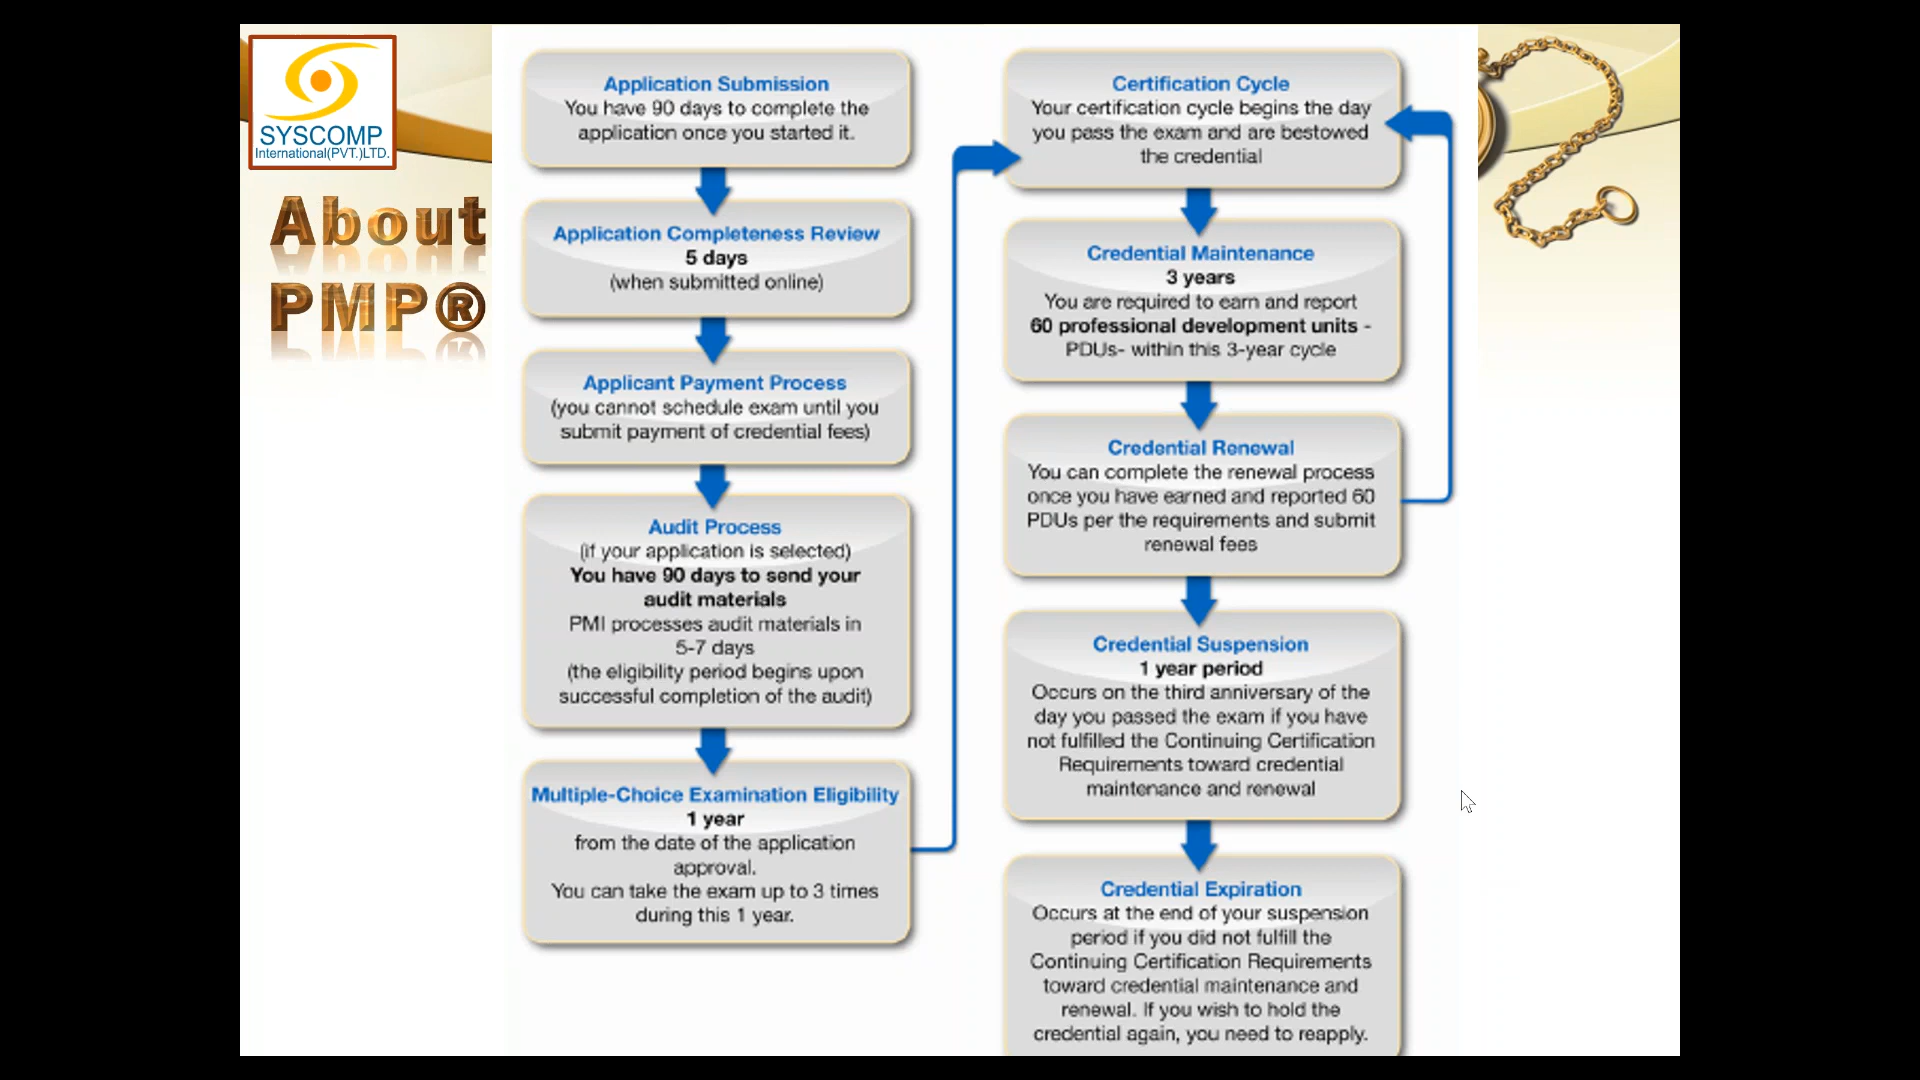 SYSCOMP
International(PVT.)LTD.
About
PMP®
Application Submission
You have 90 days to complete the
application once you started it.
Application Completeness Review
5 days
(when submitted online)
Applicant Payment Process
(you cannot schedule exam until you
submit payment of credential fees)
Audit Process
(if your application is selected)
You have 90 days to send your
audit materials
PMI processes audit materials in
5-7 days
(the eligibility period begins upon
successful completion of the audit)
Multiple-Choice Examination Eligibility
1 year
from the date of the application
approval.
You can take the exam up to 3 times
during this 1 year.
Certification Cycle
Your certification cycle begins the day
you pass the exam and are bestowed
the credential
Credential Maintenance
3 years
You are required to earn and report
60 professional development units -
PDUs- within this 3-year cycle
Credential Renewal
You can complete the renewal process
once you have earned and reported 60
PDUs per the requirements and submit
renewal fees
Credential Suspension
1 year period
Occurs on the third anniversary of the
day you passed the exam if you have
not fulfilled the Continuing Certification
Requirements toward credential
maintenance and renewal
Credential Expiration
Occurs at the end of your suspension
period if you did not fulfill the
Continuing Certification Requirements
toward credential maintenance and
renewal. If you wish to hold the
credential again, you need to reapply.